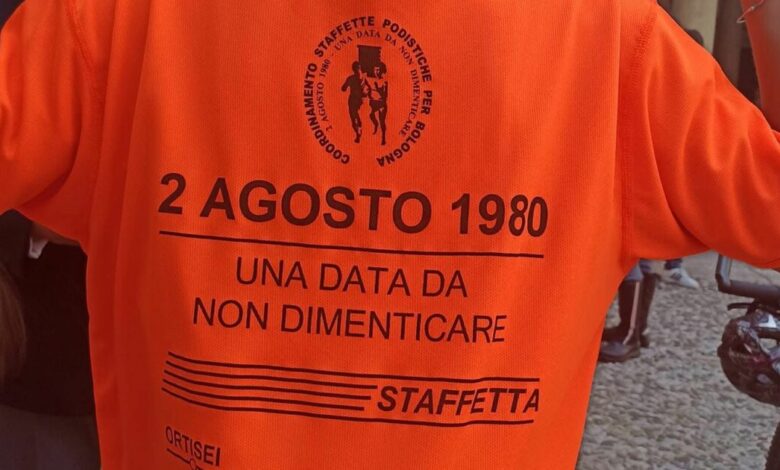 COORDINAMENTO STAFFETTE PODISTICHE PER BOLOGNA
2 AGOSTO 1980 - UNA DATA DA NON DIMENTICARE
2 AGOSTO 1980
UNA DATA DA
NON DIMENTICARE
STAFFETTA
ORTISEI